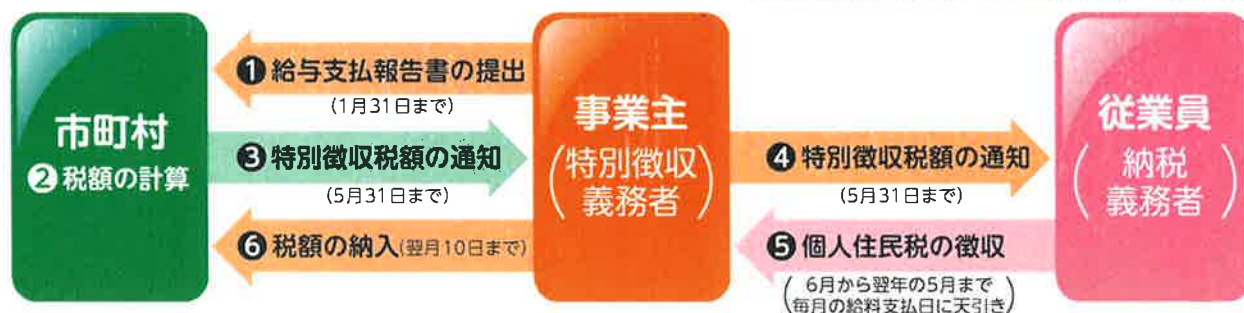 市町村
❷税額の計算
❶給与支払報告書の提出
(1月31日まで)
❸特別徴収税額の通知
(5月31日まで)
❻税額の納入(翌月10日まで)
事業主
(特別徴収
義務者)
❹特別徴収税額の通知
(5月31日まで)
❺個人住民税の徴収
(6月から翌年の5月まで
毎月の給料支払日に天引き)
従業員
(納税
義務者)